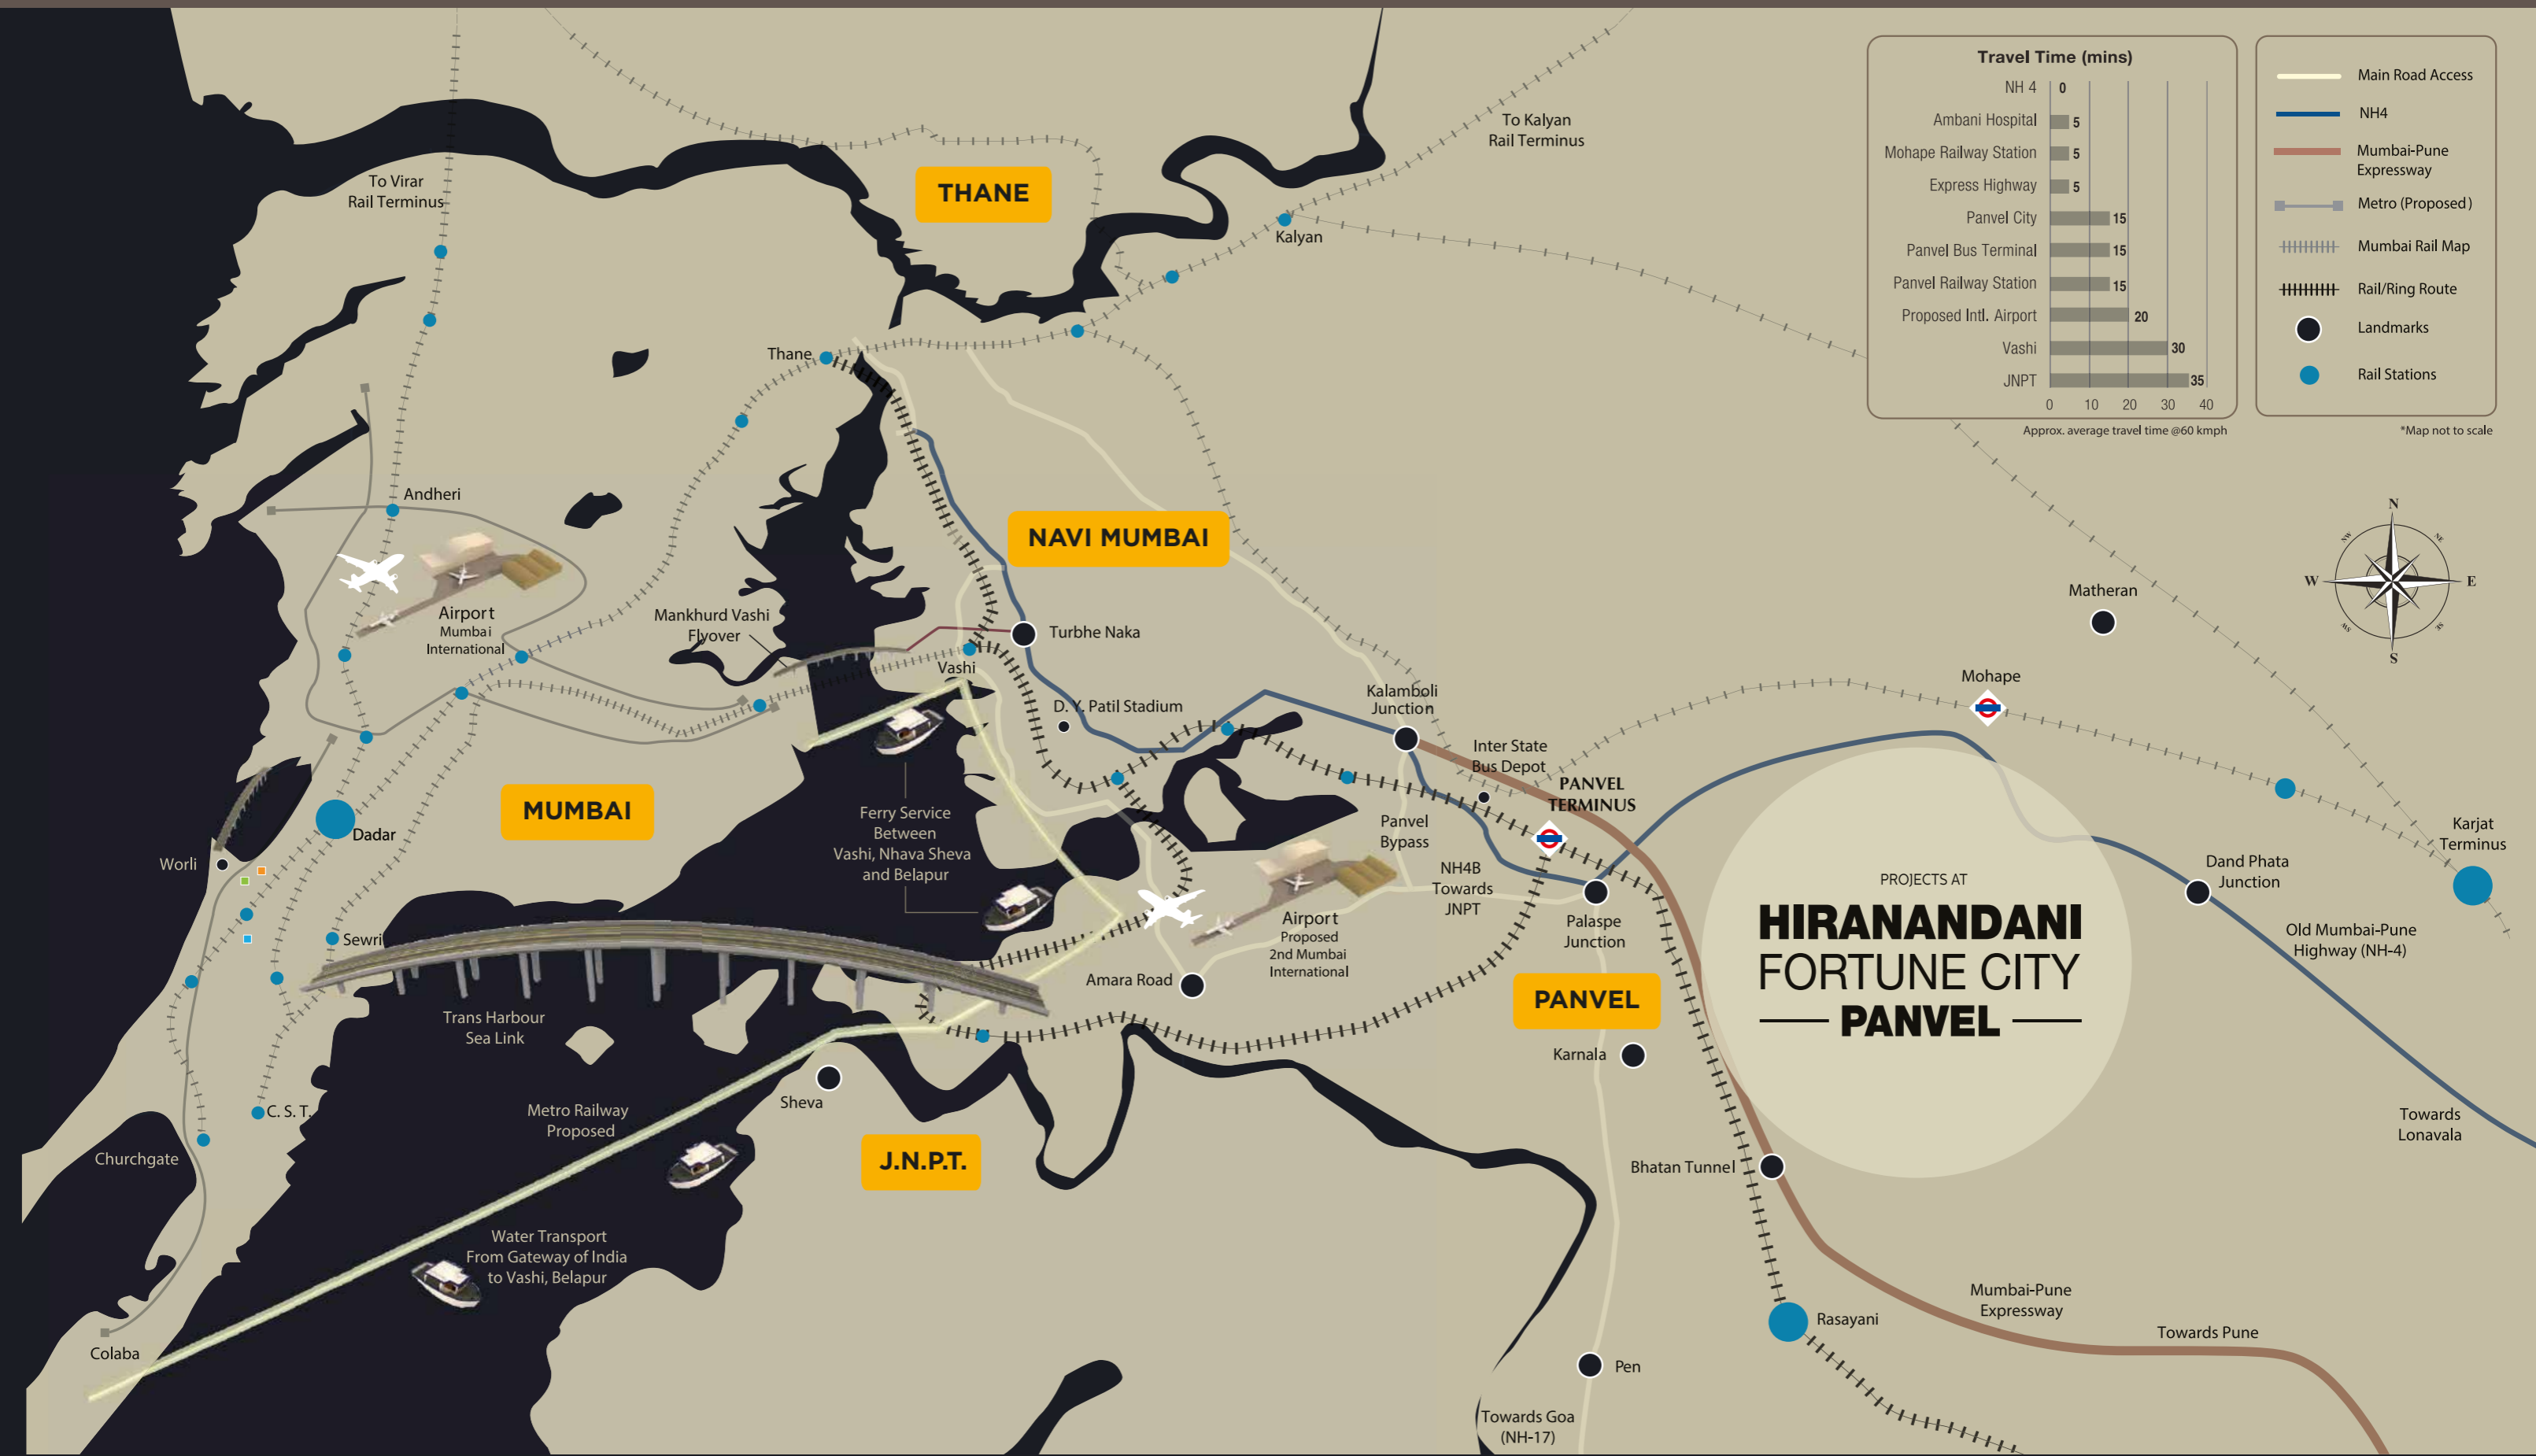 Travel Time (mins)
NH 4 0
Ambani Hospital 5
Mohape Railway Station 5
Express Highway 5
Panvel City 15
Panvel Bus Terminal 15
Panvel Railway Station 15
Proposed Intl. Airport 20
Vashi 30
JNPT 35
0 10 20 30 40
Approx. average travel time @60 kmph
Main Road Access
NH4
Mumbai-Pune
Expressway
Metro (Proposed)
Mumbai Rail Map
Rail/Ring Route
Landmarks
Rail Stations
*Map not to scale
To Kalyan
Rail Terminus
To Virar
Rail Terminus
THANE
Kalyan
Thane
Andheri
NAVI MUMBAI
N
NW
NE
W
E
SW
SE
S
Matheran
Airport
Mumbai
International
Mankhurd Vashi
Flyover
Turbhe Naka
Vashi
Mohape
Kalamboli
Junction
D. Y. Patil Stadium
Inter State
Bus Depot
PANVEL
TERMINUS
MUMBAI
Dadar
Worli
Ferry Service
Between
Vashi, Nhava Sheva
and Belapur
Panvel
Bypass
NH4B
Towards
JNPT
Karjat
Terminus
Dand Phata
Junction
PROJECTS AT
HIRANANDANI
FORTUNE CITY
PANVEL
Palaspe
Junction
Airport
Proposed
2nd Mumbai
International
Old Mumbai-Pune
Highway (NH-4)
Sewri
Amara Road
PANVEL
Trans Harbour
Sea Link
Karnala
Sheva
Metro Railway
Proposed
C. S. T.
Towards
Lonavala
Churchgate
J.N.P.T.
Bhatan Tunnel
Water Transport
From Gateway of India
to Vashi, Belapur
Mumbai-Pune
Expressway
Rasayani
Towards Pune
Colaba
Pen
Towards Goa
(NH-17)